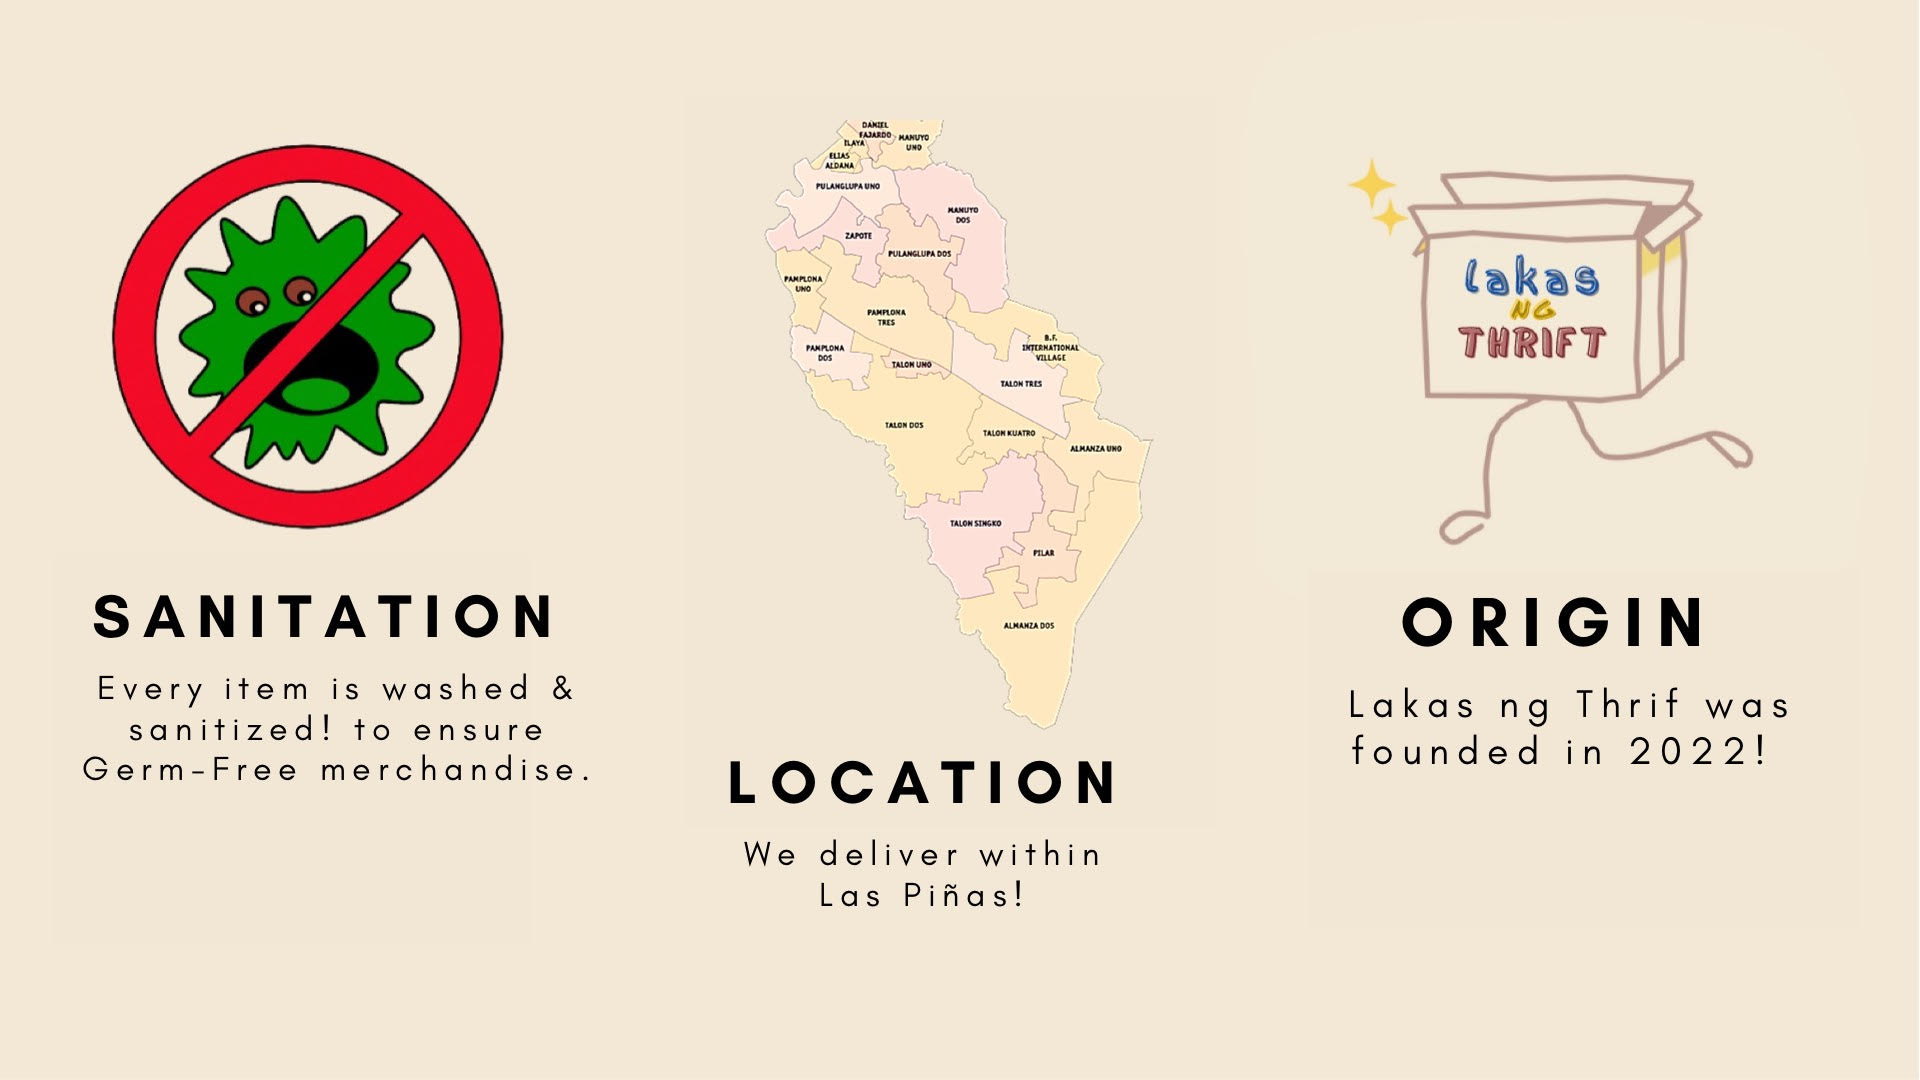 SANITATION
Every item is washed &
sanitized! to ensure
Germ-Free merchandise.
DANIEL
FAJARDO
ILAYA
MANUYO
UNO
ELIAS
ALDANA
PULANGLUPA UNO
MANUYO
DOS
ZAPOTE
PULANGLUPA DOS
PAMPLONA
UNO
PAMPLONA
TRES
B.F.
INTERNATIONAL
VILLAGE
PAMPLONA
DOS
TALON UNO
TALON TRES
TALON DOS
TALON KUATRO
ALMANZA UNO
TALON SINGKO
PILAR
ALMANZA DOS
LOCATION
We deliver within
Las Piñas!
lakas
NG
THRIFT
ORIGIN
Lakas ng Thrif was
founded in 2022!